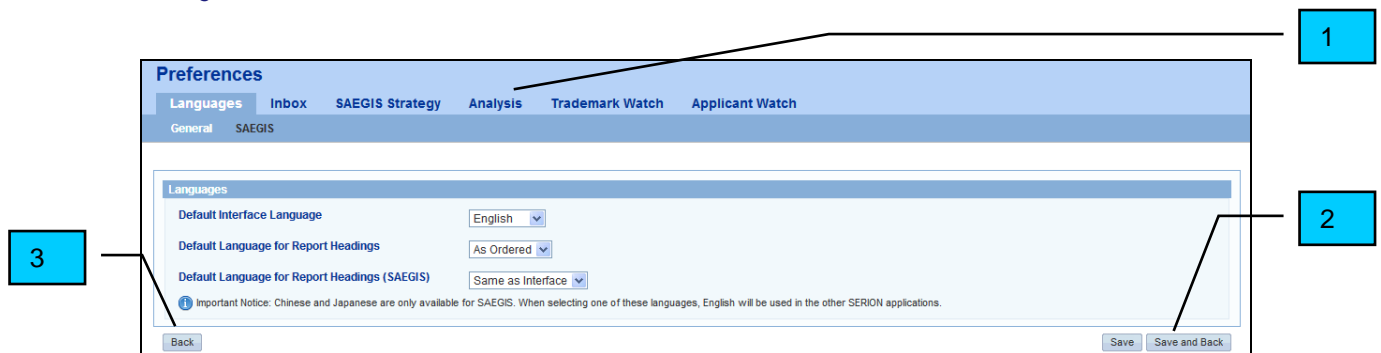 1
Preferences
Languages Inbox SAEGIS Strategy Analysis Trademark Watch Applicant Watch
General SAEGIS
Languages
Default Interface Language English
2
Default Language for Report Headings As Ordered
3
Default Language for Report Headings (SAEGIS) Same as Interface
Important Notice: Chinese and Japanese are only available for SAEGIS. When selecting one of these languages, English will be used in the other SERION applications.
Back Save Save and Back